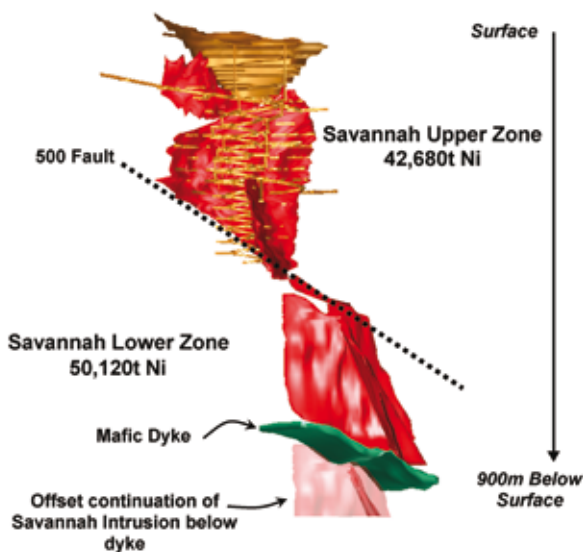 Surface
Savannah Upper Zone
42,680t Ni
500 Fault
Savannah Lower Zone
50,120t Ni
Mafic Dyke
900m Below
Surface
Offset continuation of
Savannah Intrusion below
dyke